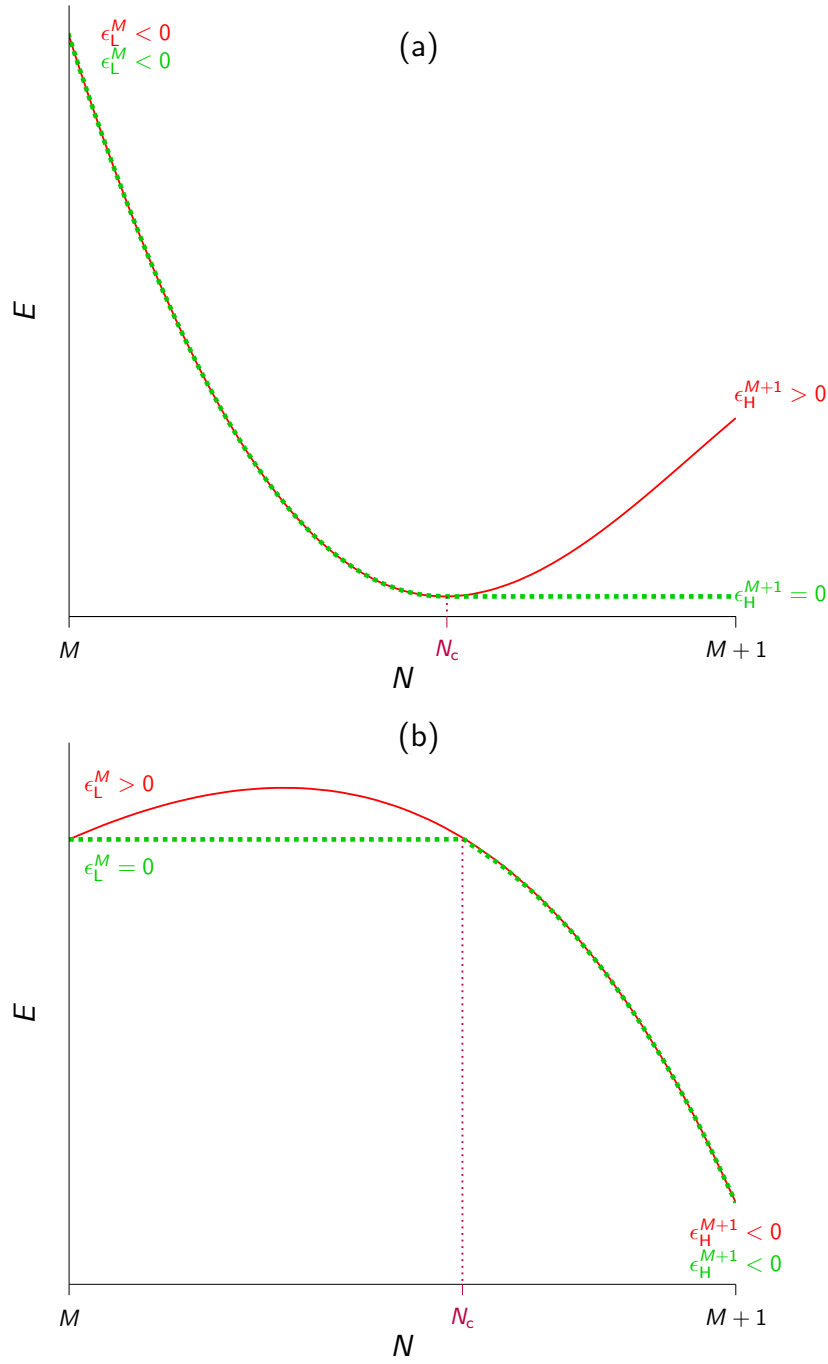 (a)
ϵ_L^M < 0
ϵ_L^M < 0
E
ϵ_H^{M+1} > 0
ϵ_H^{M+1} = 0
M
N_c
M + 1
N
(b)
ϵ_L^M > 0
ϵ_L^M = 0
E
ϵ_H^{M+1} < 0
ϵ_H^{M+1} < 0
M
N_c
M + 1
N